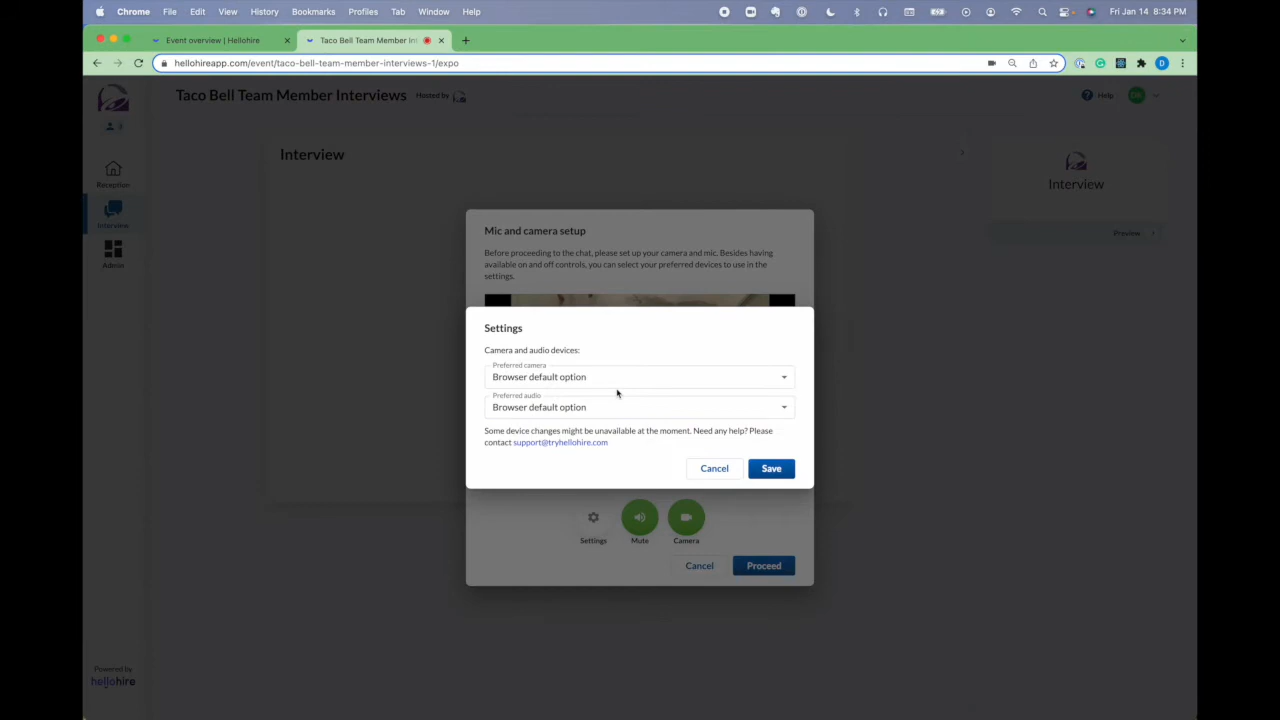 Chrome File Edit View History Bookmarks Profiles Tab Window Help
Fri Jan 14 8:34 PM
Event overview | Hellohire
Taco Bell Team Member In
hellohireapp.com/event/taco-bell-team-member-interviews-1/expo
D
Taco Bell Team Member Interviews
Hosted by
Help
Reception
Interview
Admin
Interview
Interview
Preview
Mic and camera setup
Before proceeding to the chat, please set up your camera and mic. Besides having
available on and off controls, you can select your preferred devices to use in the
settings.
Settings
Camera and audio devices:
Preferred camera
Browser default option
Preferred audio
Browser default option
Some device changes might be unavailable at the moment. Need any help? Please
contact support@tryhellohire.com
Cancel
Save
Settings
Mute
Camera
Cancel
Proceed
Powered by
hellohire